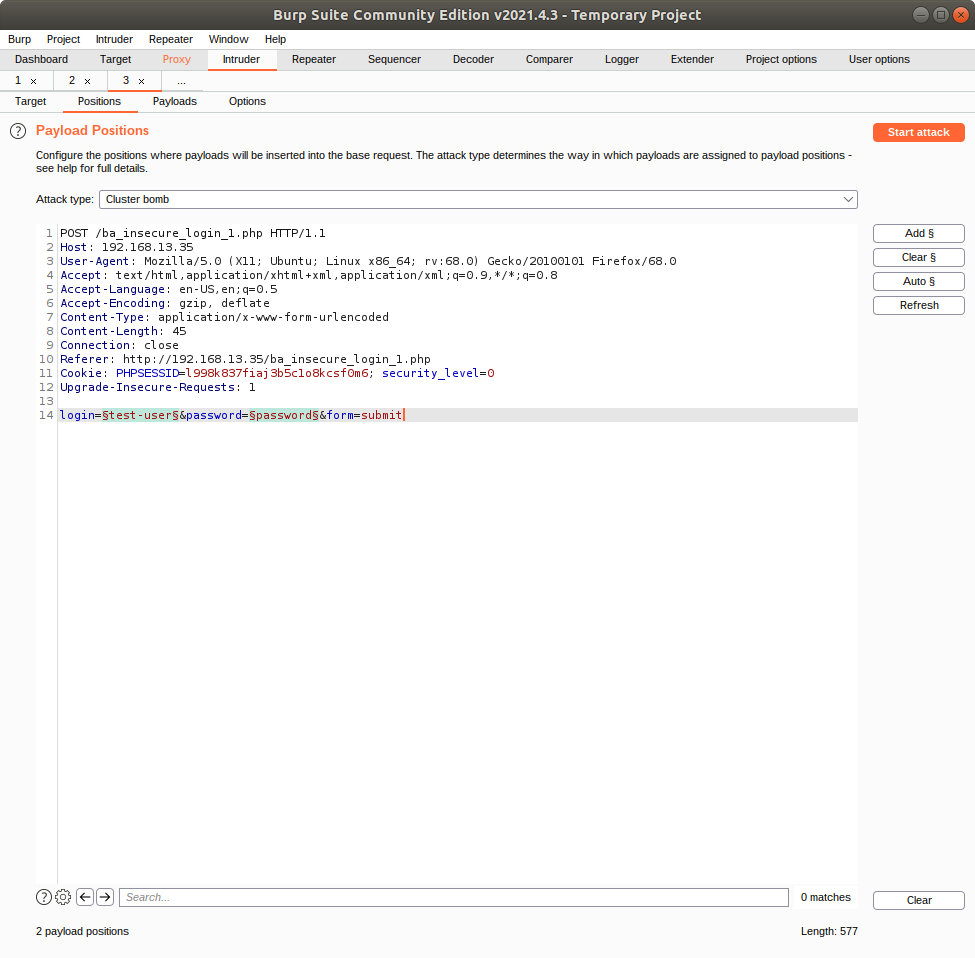 Burp Suite Community Edition v2021.4.3 - Temporary Project
Burp Project Intruder Repeater Window Help
Dashboard Target Proxy Intruder Repeater Sequencer Decoder Comparer Logger Extender Project options User options
1 × 2 × 3 × ...
Target Positions Payloads Options
? Payload Positions Start attack
Configure the positions where payloads will be inserted into the base request. The attack type determines the way in which payloads are assigned to payload positions -
see help for full details.
Attack type: Cluster bomb
1 POST /ba_insecure_login_1.php HTTP/1.1 Add §
2 Host: 192.168.13.35
3 User-Agent: Mozilla/5.0 (X11; Ubuntu; Linux x86_64; rv:68.0) Gecko/20100101 Firefox/68.0 Clear §
4 Accept: text/html,application/xhtml+xml,application/xml;q=0.9,*/*;q=0.8
5 Accept-Language: en-US,en;q=0.5 Auto §
6 Accept-Encoding: gzip, deflate Refresh
7 Content-Type: application/x-www-form-urlencoded
8 Content-Length: 45
9 Connection: close
10 Referer: http://192.168.13.35/ba_insecure_login_1.php
11 Cookie: PHPSESSID=l998k837fiaj3b5c1o8kcsf0m6; security_level=0
12 Upgrade-Insecure-Requests: 1
13
14 login=§test-user§&password=§password§&form=submit
? Search... 0 matches Clear
2 payload positions Length: 577